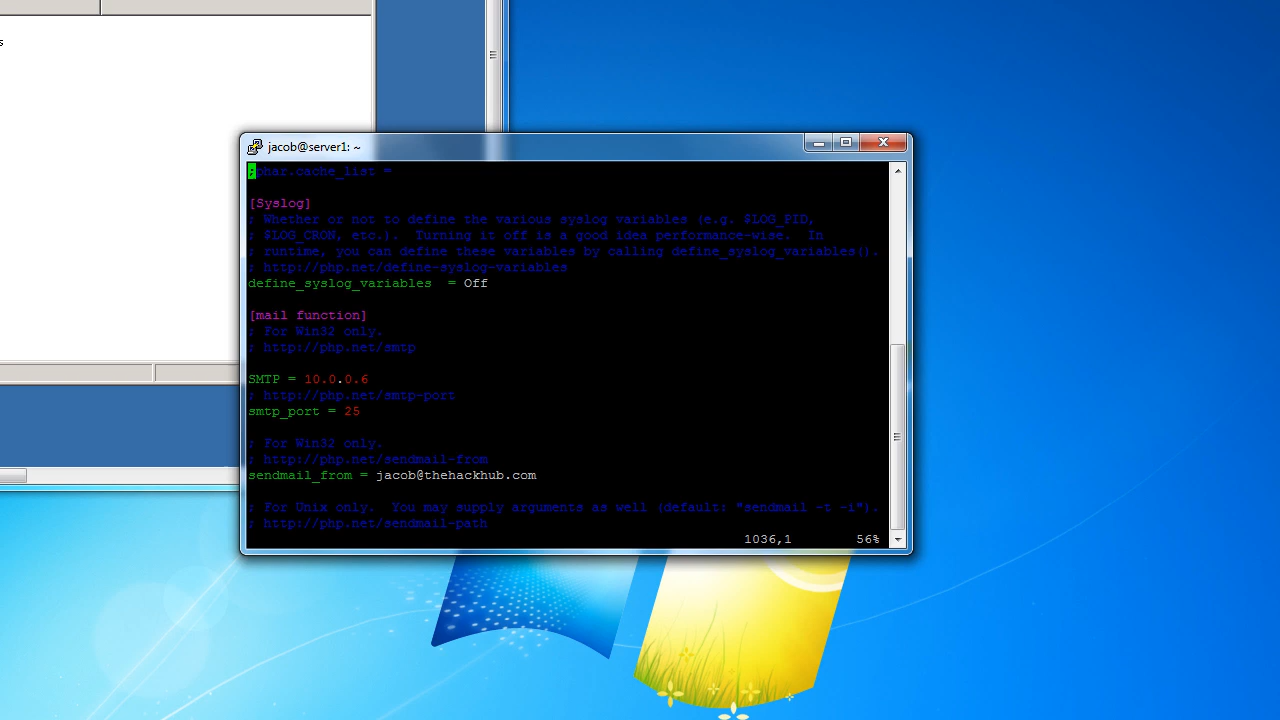 s
jacob@server1: ~
;phar.cache_list =
[Syslog]
; Whether or not to define the various syslog variables (e.g. $LOG_PID,
; $LOG_CRON, etc.).  Turning it off is a good idea performance-wise.  In
; runtime, you can define these variables by calling define_syslog_variables().
; http://php.net/define-syslog-variables
define_syslog_variables  = Off
[mail function]
; For Win32 only.
; http://php.net/smtp
SMTP = 10.0.0.6
; http://php.net/smtp-port
smtp_port = 25
; For Win32 only.
; http://php.net/sendmail-from
sendmail_from = jacob@thehackhub.com
; For Unix only.  You may supply arguments as well (default: "sendmail -t -i").
; http://php.net/sendmail-path
1036,1 56%